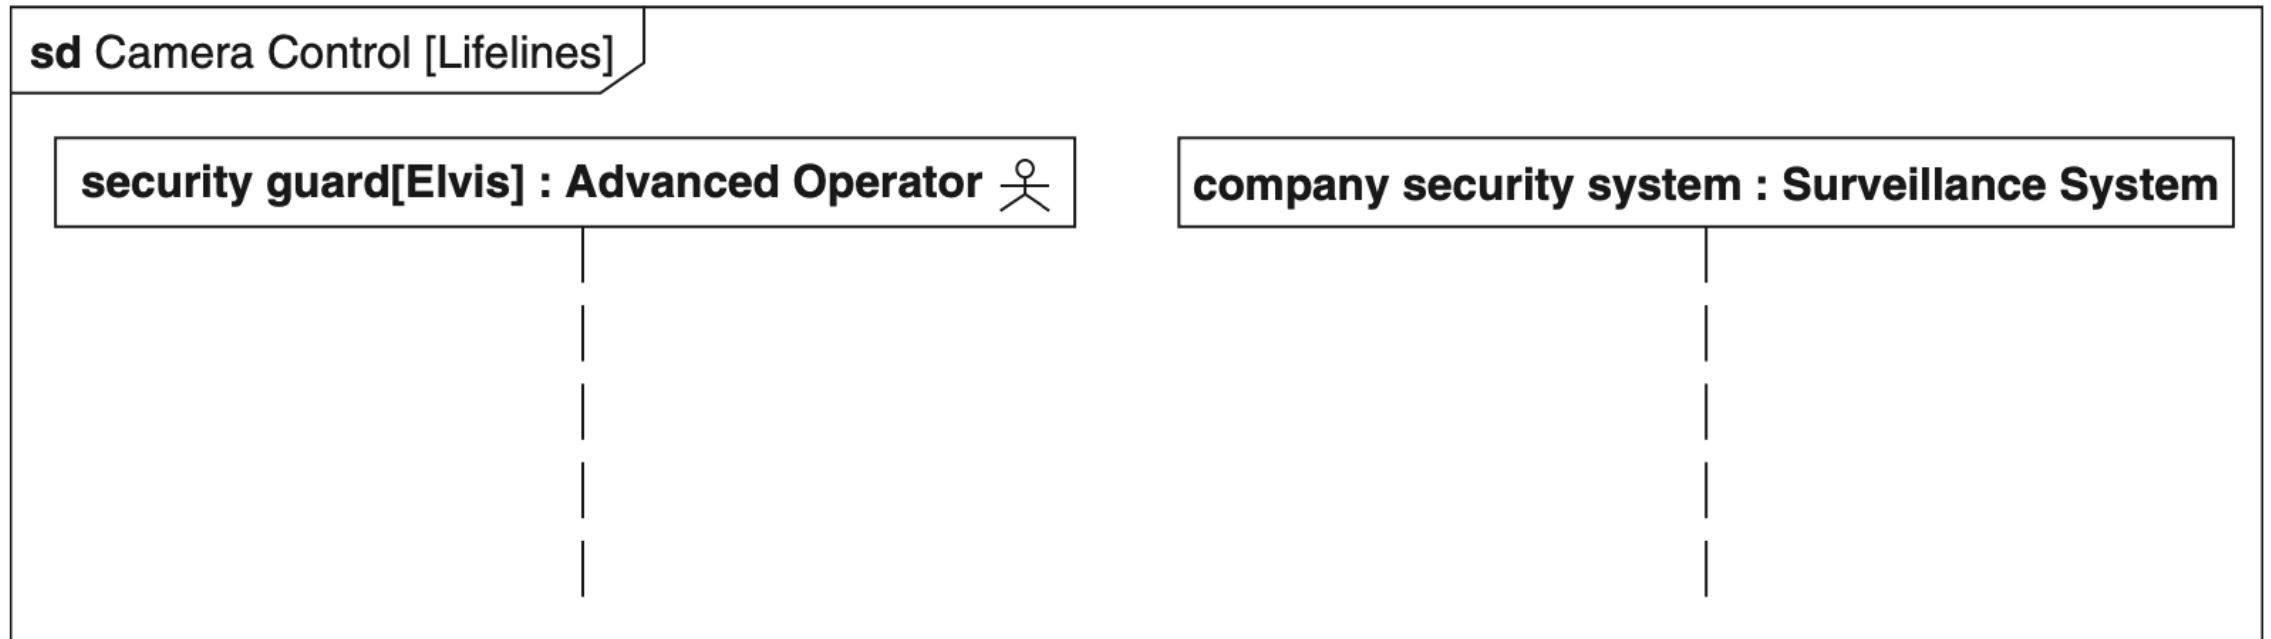 sd Camera Control [Lifelines]
security guard[Elvis] : Advanced Operator
company security system : Surveillance System